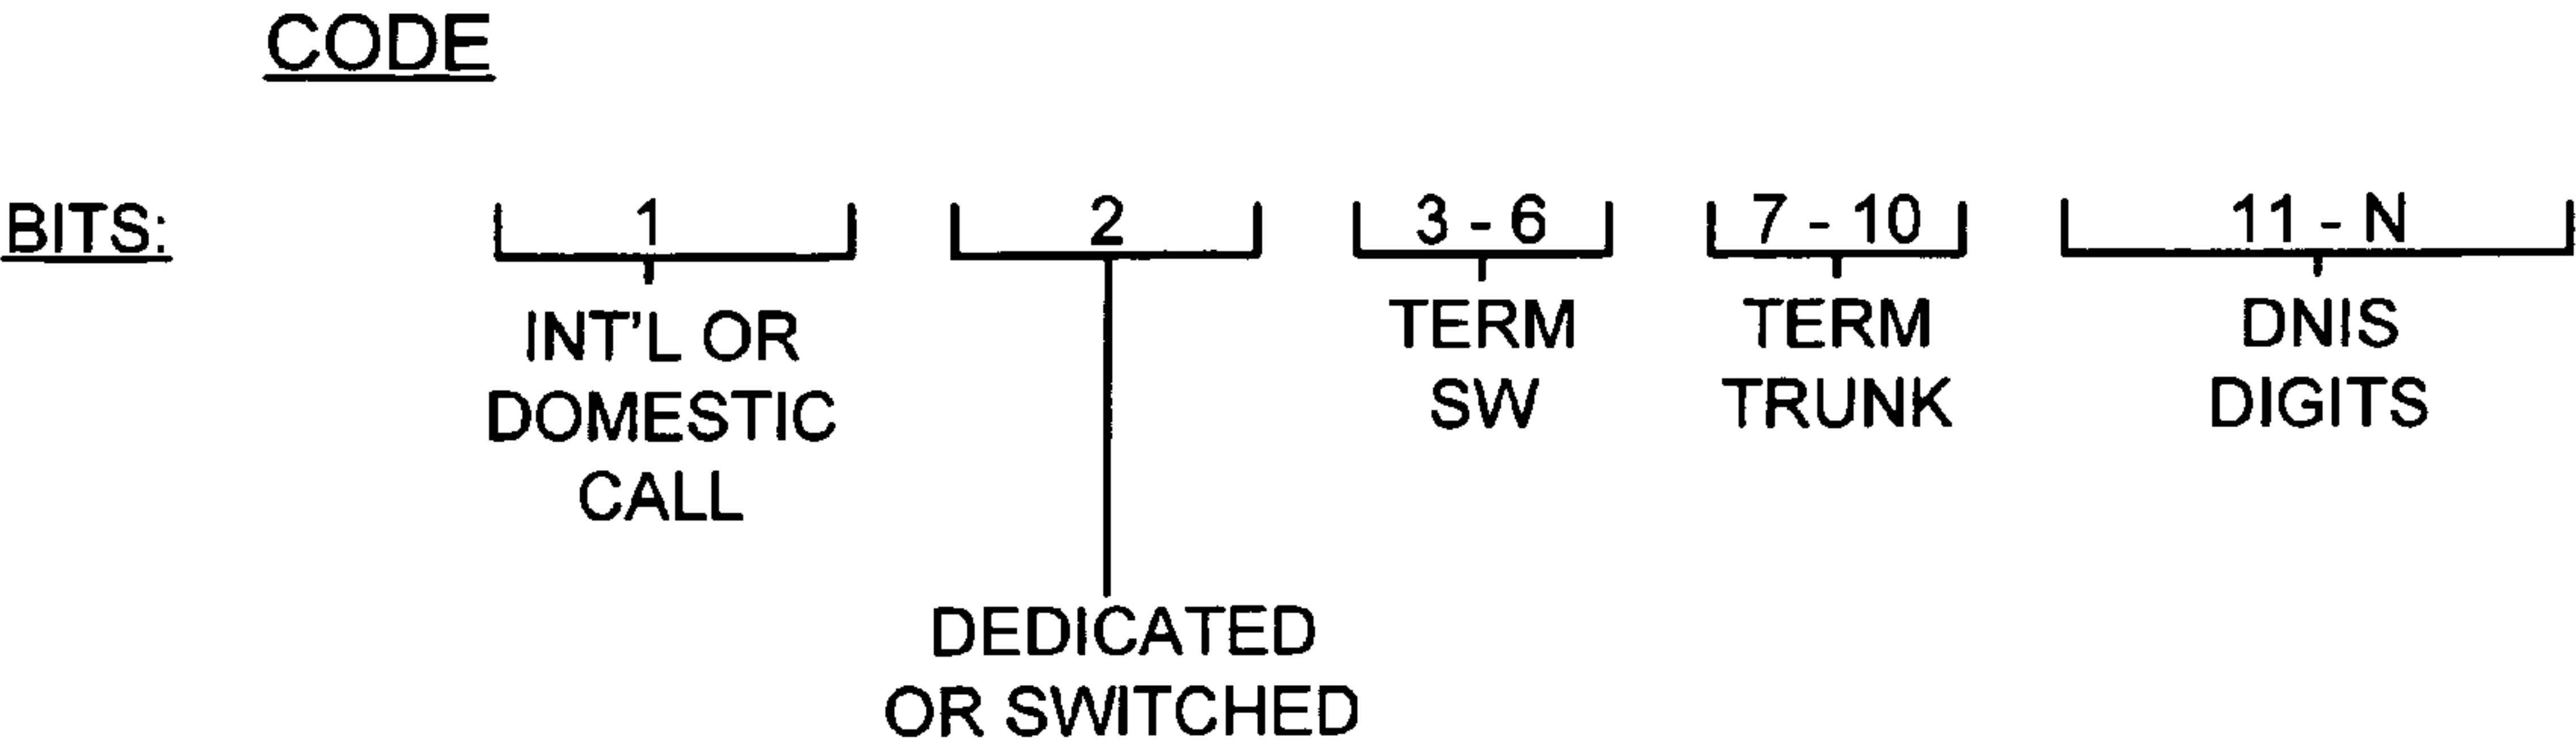 CODE
BITS: 1 2 3 - 6 7 - 10 11 - N
INT'L OR
DOMESTIC
CALL
DEDICATED
OR SWITCHED
TERM
SW
TERM
TRUNK
DNIS
DIGITS